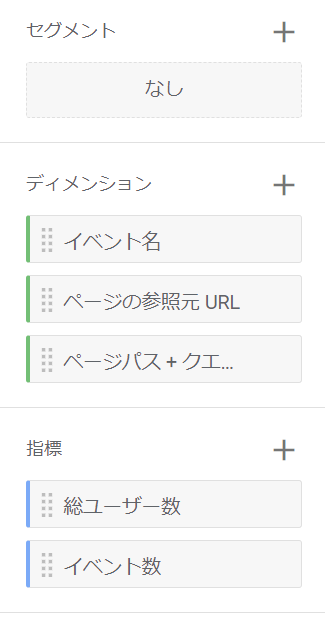 セグメント
なし
ディメンション
イベント名
ページの参照元 URL
ページパス + クエ...
指標
総ユーザー数
イベント数